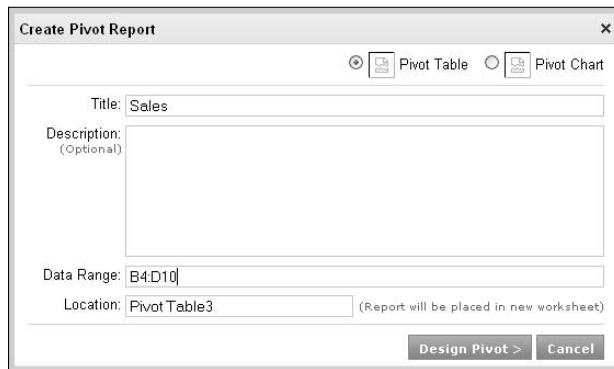 Create Pivot Report ×
Pivot Table Pivot Chart
Title: Sales
Description:
(Optional)
Data Range: B4:D10
Location: Pivot Table3 (Report will be placed in new worksheet)
Design Pivot > Cancel